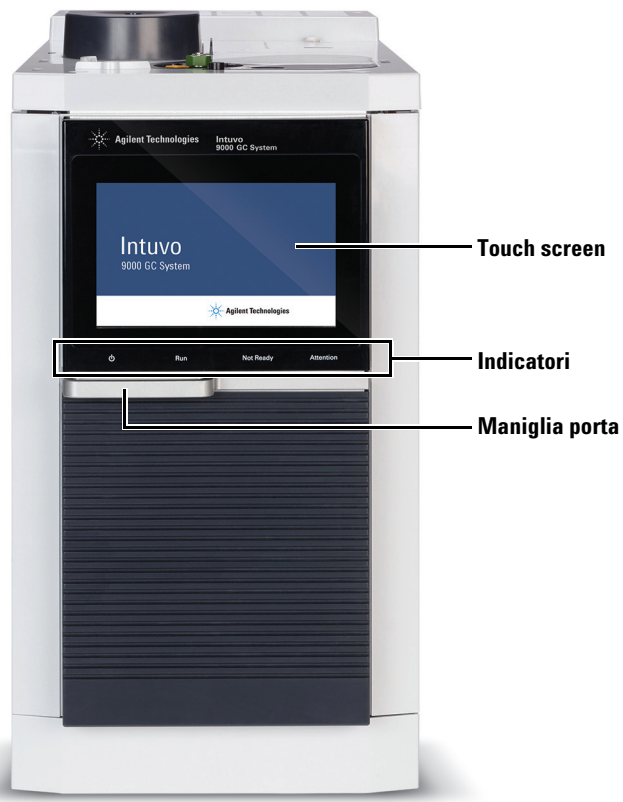 Agilent Technologies
Intuvo
9000 GC System
Intuvo
9000 GC System
Agilent Technologies
Run
Not Ready
Attention
Touch screen
Indicatori
Maniglia porta